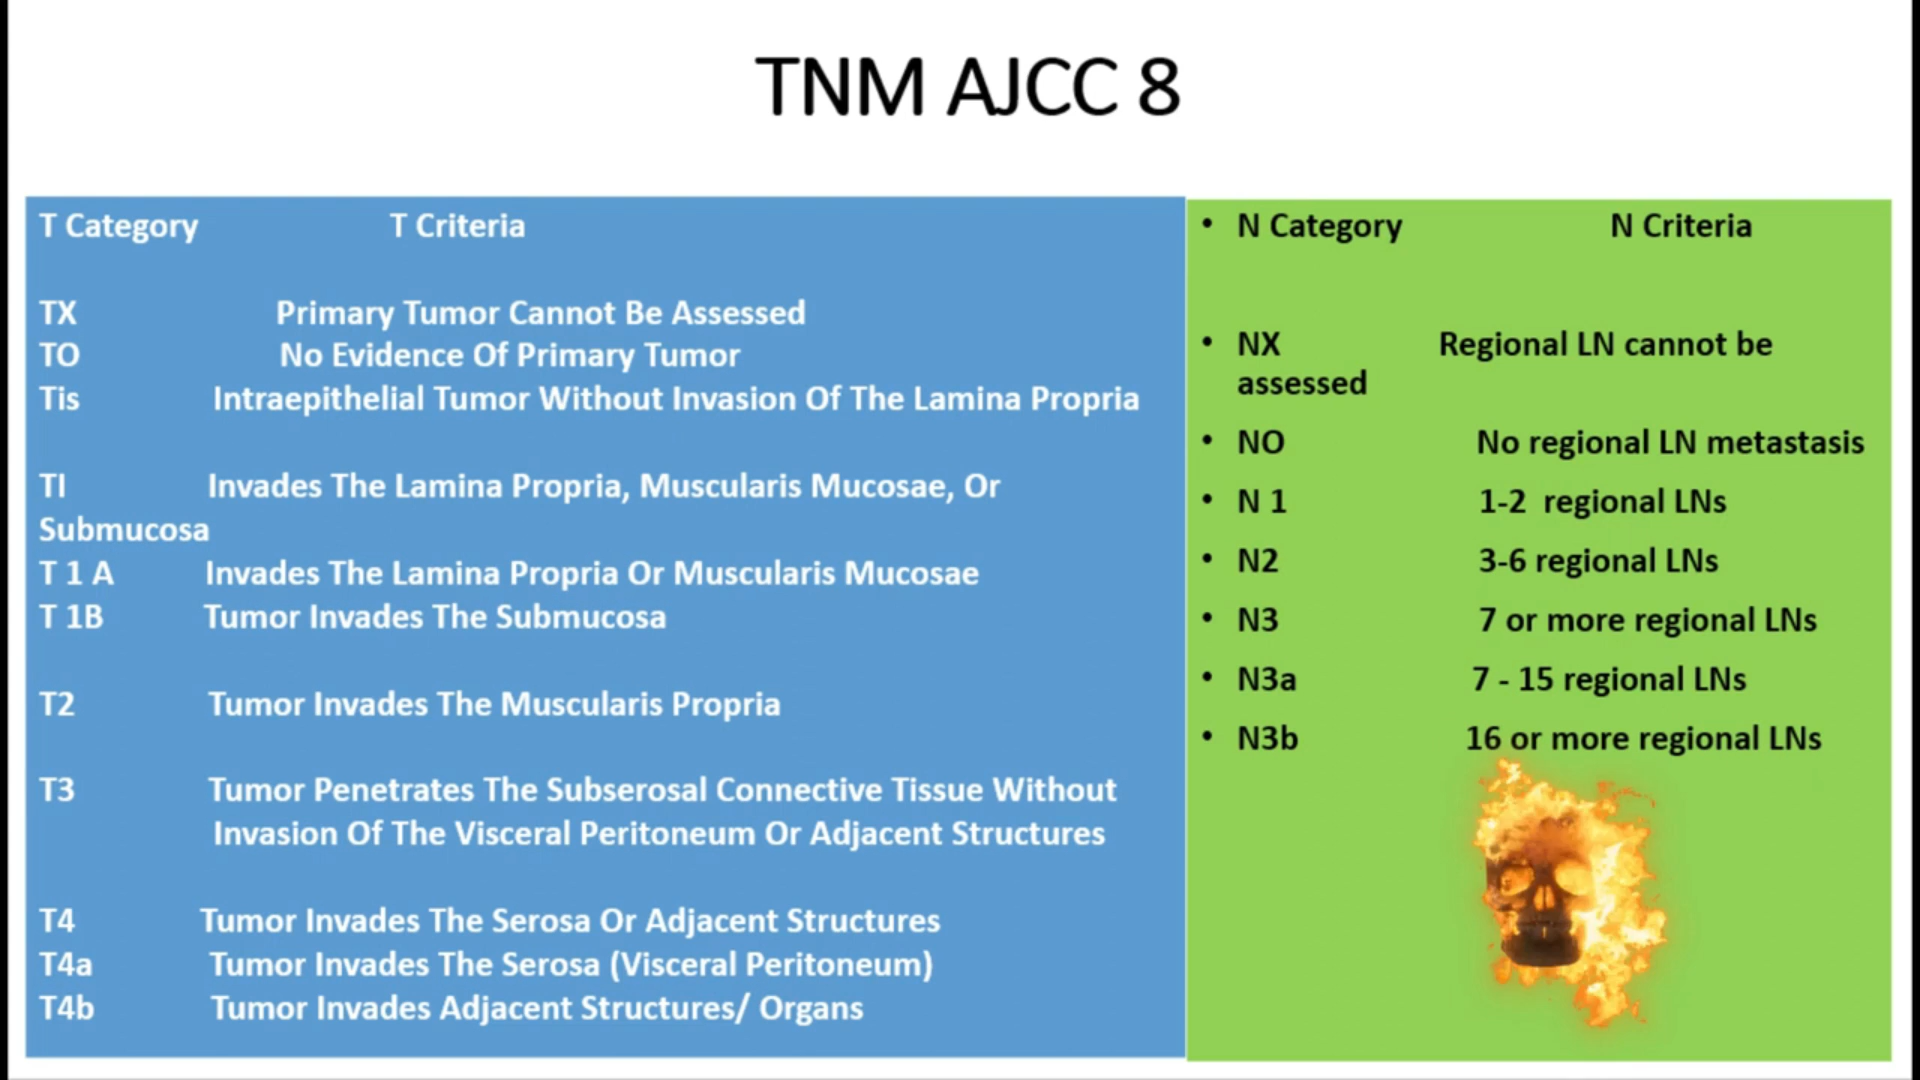 TNM AJCC 8
T Category T Criteria
TX Primary Tumor Cannot Be Assessed
TO No Evidence Of Primary Tumor
Tis Intraepithelial Tumor Without Invasion Of The Lamina Propria
TI Invades The Lamina Propria, Muscularis Mucosae, Or
Submucosa
T 1 A Invades The Lamina Propria Or Muscularis Mucosae
T 1B Tumor Invades The Submucosa
T2 Tumor Invades The Muscularis Propria
T3 Tumor Penetrates The Subserosal Connective Tissue Without
Invasion Of The Visceral Peritoneum Or Adjacent Structures
T4 Tumor Invades The Serosa Or Adjacent Structures
T4a Tumor Invades The Serosa (Visceral Peritoneum)
T4b Tumor Invades Adjacent Structures/ Organs
• N Category N Criteria
• NX Regional LN cannot be
assessed
• NO No regional LN metastasis
• N 1 1-2 regional LNs
• N2 3-6 regional LNs
• N3 7 or more regional LNs
• N3a 7 - 15 regional LNs
• N3b 16 or more regional LNs